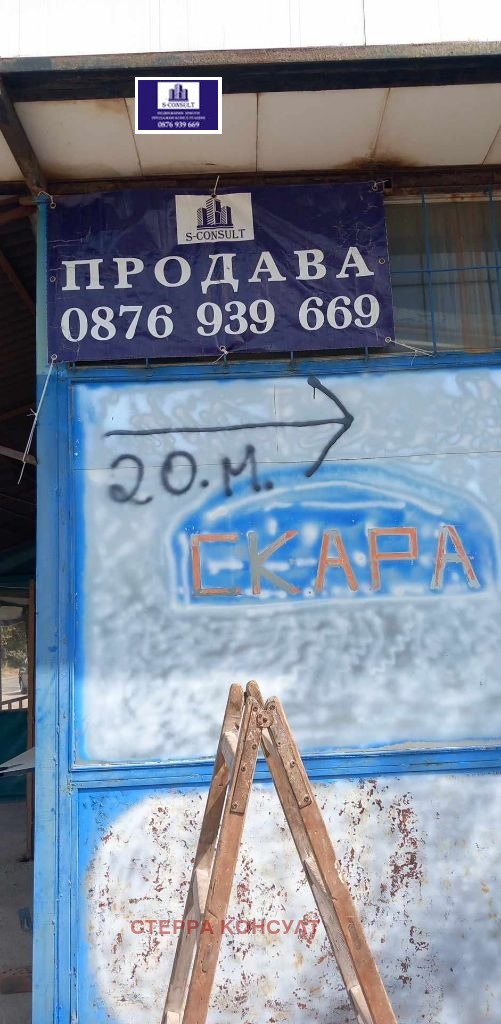 S-CONSULT
0876 939 669
S-CONSULT
ПРОДАВА
0876 939 669
20.М.
СКАРА
СТЕРРА КОНСУЛТ